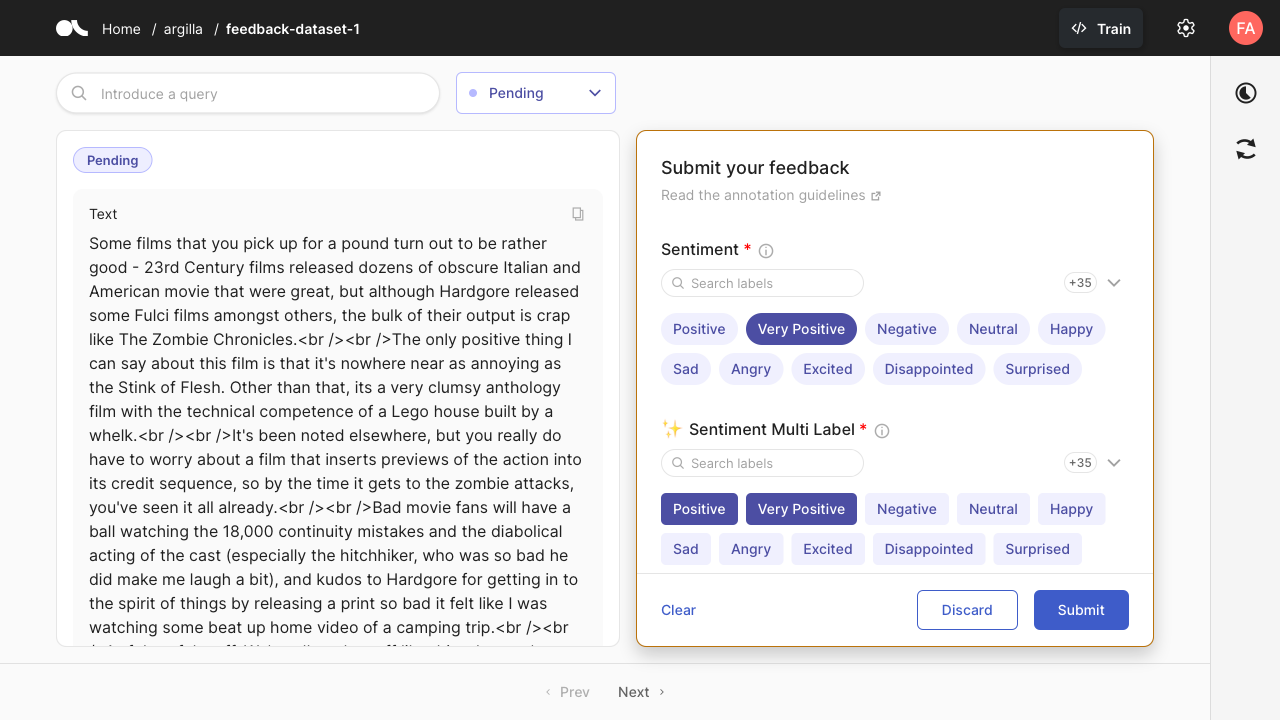 Home / argilla / feedback-dataset-1
Train
FA
Introduce a query
Pending
Pending
Text
Some films that you pick up for a pound turn out to be rather
good - 23rd Century films released dozens of obscure Italian and
American movie that were great, but although Hardgore released
some Fulci films amongst others, the bulk of their output is crap
like The Zombie Chronicles.<br /><br />The only positive thing I
can say about this film is that it's nowhere near as annoying as
the Stink of Flesh. Other than that, its a very clumsy anthology
film with the technical competence of a Lego house built by a
whelk.<br /><br />It's been noted elsewhere, but you really do
have to worry about a film that inserts previews of the action into
its credit sequence, so by the time it gets to the zombie attacks,
you've seen it all already.<br /><br />Bad movie fans will have a
ball watching the 18,000 continuity mistakes and the diabolical
acting of the cast (especially the hitchhiker, who was so bad he
did make me laugh a bit), and kudos to Hardgore for getting in to
the spirit of things by releasing a print so bad it felt like I was
watching some beat up home video of a camping trip.<br /><br
Submit your feedback
Read the annotation guidelines
Sentiment *
Search labels
+35
Positive Very Positive Negative Neutral Happy
Sad Angry Excited Disappointed Surprised
✨ Sentiment Multi Label *
Search labels
+35
Positive Very Positive Negative Neutral Happy
Sad Angry Excited Disappointed Surprised
Clear
Discard
Submit
Prev
Next